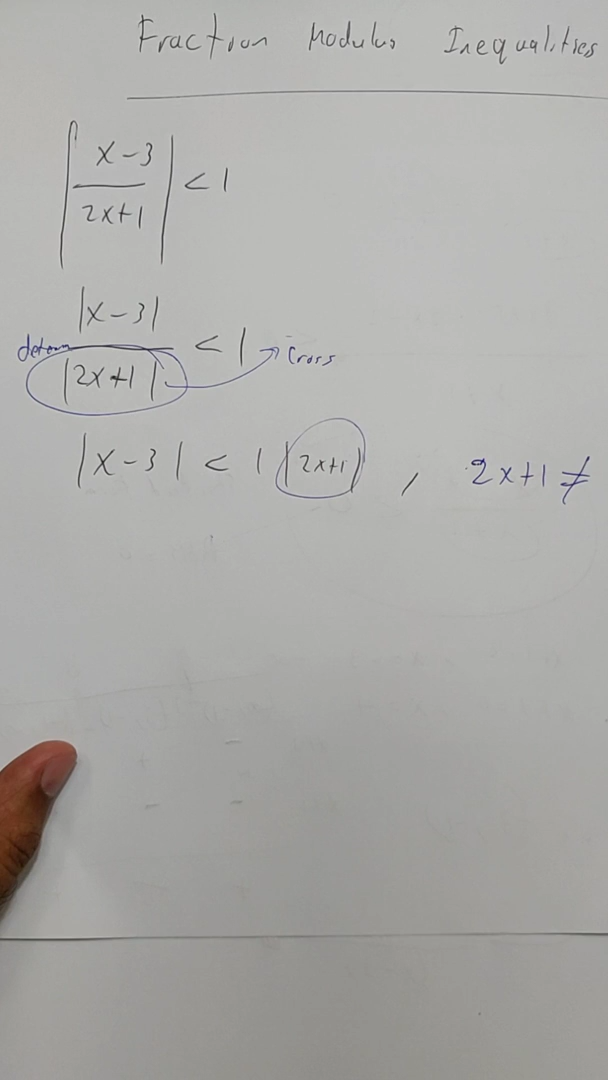 Fraction Modulus Inequalities
|x-3/2x+1| < 1
|x-3|/|2x+1| < 1 → cross
|x-3| < 1 |2x+1| , 2x+1 ≠